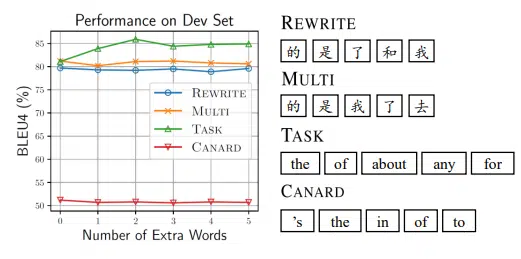 Performance on Dev Set
BLEU4 (%)
85
80
75
70
65
60
55
50
0 1 2 3 4 5
Number of Extra Words
REWRITE
MULTI
TASK
CANARD
REWRITE
的 是 了 和 我
MULTI
的 是 我 了 去
TASK
the of about any for
CANARD
's the in of to